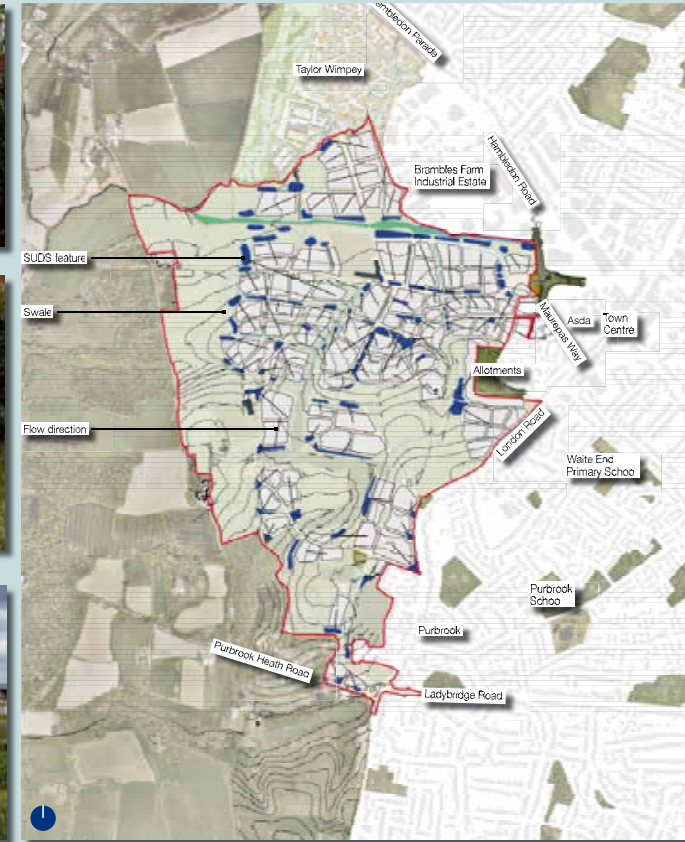 ambledon Parade
Taylor Wimpey
Hambledon Road
Brambles Farm
Industrial Estate
SUDS feature
Swale
Maurepas Way
Asda
Town
Centre
Allotments
Flow direction
London Road
Waite End
Primary Schoo
Purbrook
Schoo
Purbrook
Purbrook Heath Road
Ladybridge Road